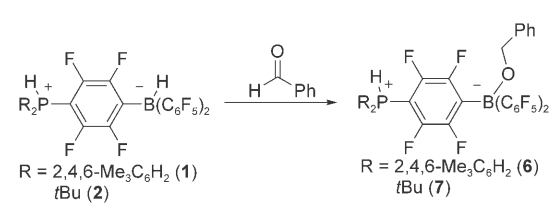 Ph
F F O F F O
H + − H H + −
R₂P B(C₆F₅)₂ H Ph R₂P B(C₆F₅)₂
F F F F
R = 2,4,6-Me₃C₆H₂ (1) R = 2,4,6-Me₃C₆H₂ (6)
tBu (2) tBu (7)